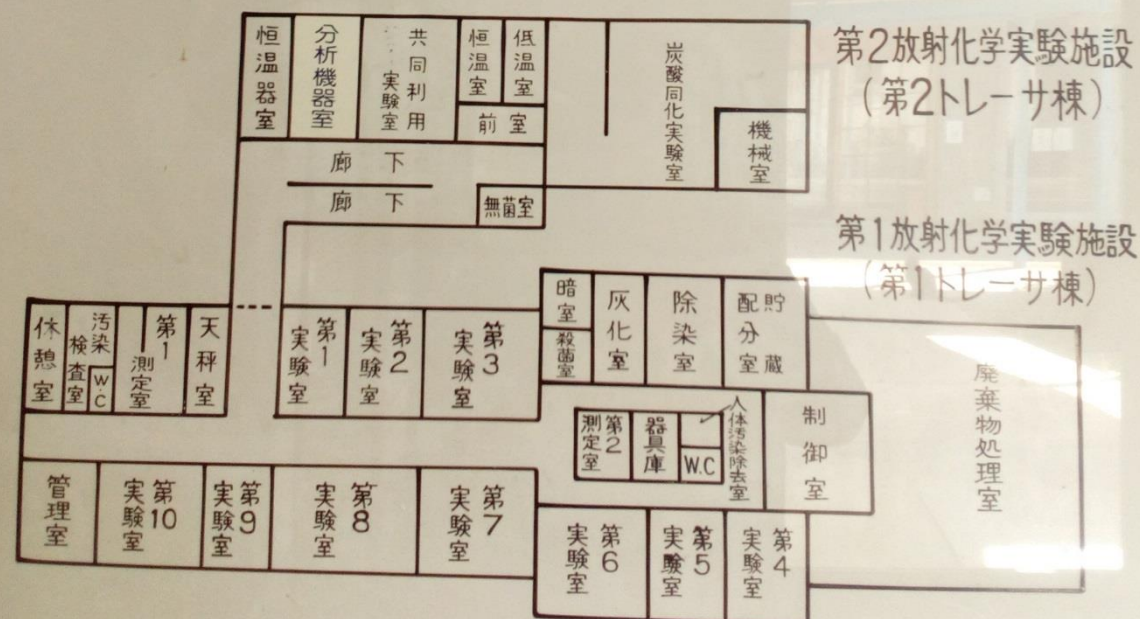 恒温器室
分析機器室
共同利用
実験室
恒温室
低温室
前室
炭酸同化実験室
機械室
第2放射化学実験施設
(第2トレーサ棟)
廊下
廊下
無菌室
第1放射化学実験施設
(第1トレーサ棟)
休憩室
汚染
検査室
W.C
第1
測定室
天秤室
第1
実験室
第2
実験室
第3
実験室
暗室
殺菌室
灰化室
除染室
貯蔵
配分室
廃棄物処理室
第2
測定室
器具庫
W.C
人体汚染除去室
制御室
管理室
第10
実験室
第9
実験室
第8
実験室
第7
実験室
第6
実験室
第5
実験室
第4
実験室